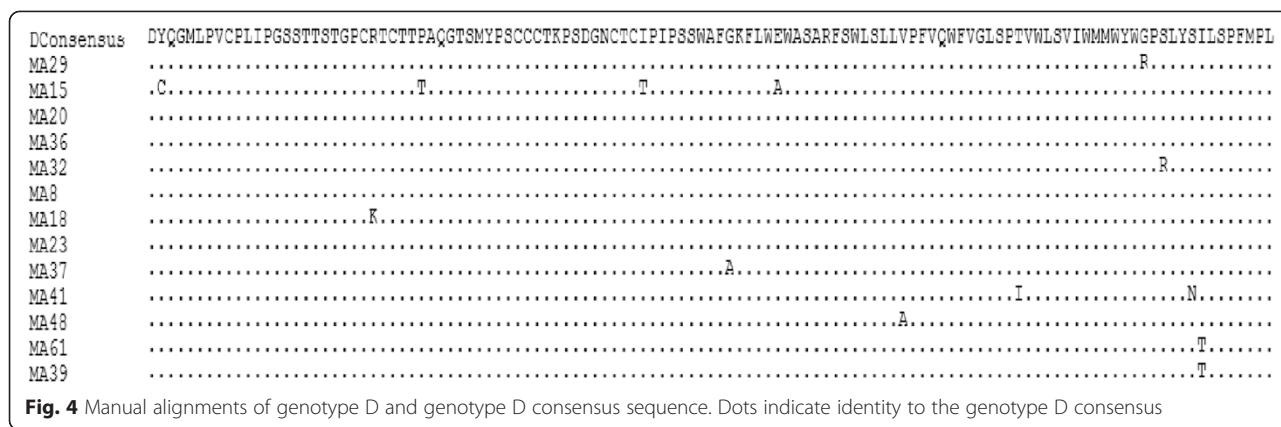 DConsensus DYQGMLPVCPLIPGSSTTSTGPCRTCTTPAQGTSMYPSCCCTKPSDGNCTCIPIPSSWAFGKFLWEWASARFSWLSLLVPFVQWFVGLSPTVWLSVIWMMWYWGPSLYSILSPFMPL
MA29 .......................................................................................................R.............
MA15 .C..........................T......................T.............A...................................................
MA20 .....................................................................................................................
MA36 .....................................................................................................................
MA32 .........................................................................................................R...........
MA8 .....................................................................................................................
MA18 .......................K.............................................................................................
MA23 .....................................................................................................................
MA37 ............................................................A........................................................
MA41 ..........................................................................................I.................N........
MA48 ..............................................................................A......................................
MA61 .............................................................................................................T.......
MA39 .............................................................................................................T.......
Fig. 4 Manual alignments of genotype D and genotype D consensus sequence. Dots indicate identity to the genotype D consensus